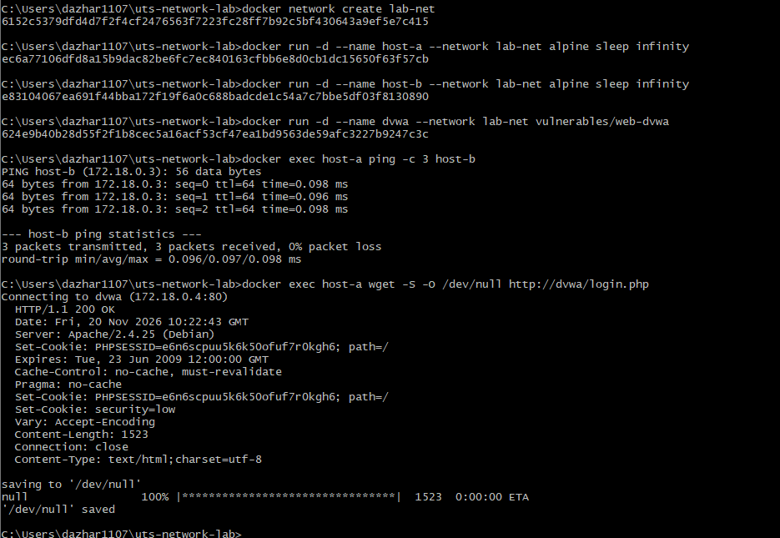 C:\Users\dazhar1107\uts-network-lab>docker network create lab-net
6152c5379dfd4d7f2f4cf2476563f7223fc28ff7b92c5bf430643a9ef5e7c415
C:\Users\dazhar1107\uts-network-lab>docker run -d --name host-a --network lab-net alpine sleep infinity
ec6a77106dfd8a15b9dac82be6fc7ec840163cfbb6e8d0cb1dc15650f63f57cb
C:\Users\dazhar1107\uts-network-lab>docker run -d --name host-b --network lab-net alpine sleep infinity
e83104067ea691f44bba172f19f6a0c688badcde1c54a7c7bbe5df03f8130890
C:\Users\dazhar1107\uts-network-lab>docker run -d --name dvwa --network lab-net vulnerables/web-dvwa
624e9b40b28d55f2f1b8cec5a16acf53cf47ea1bd9563de59afc3227b9247c3c
C:\Users\dazhar1107\uts-network-lab>docker exec host-a ping -c 3 host-b
PING host-b (172.18.0.3): 56 data bytes
64 bytes from 172.18.0.3: seq=0 ttl=64 time=0.098 ms
64 bytes from 172.18.0.3: seq=1 ttl=64 time=0.096 ms
64 bytes from 172.18.0.3: seq=2 ttl=64 time=0.098 ms
--- host-b ping statistics ---
3 packets transmitted, 3 packets received, 0% packet loss
round-trip min/avg/max = 0.096/0.097/0.098 ms
C:\Users\dazhar1107\uts-network-lab>docker exec host-a wget -S -O /dev/null http://dvwa/login.php
Connecting to dvwa (172.18.0.4:80)
HTTP/1.1 200 OK
Date: Fri, 20 Nov 2026 10:22:43 GMT
Server: Apache/2.4.25 (Debian)
Set-Cookie: PHPSESSID=e6n6scpuu5k6k50ofuf7r0kgh6; path=/
Expires: Tue, 23 Jun 2009 12:00:00 GMT
Cache-Control: no-cache, must-revalidate
Pragma: no-cache
Set-Cookie: PHPSESSID=e6n6scpuu5k6k50ofuf7r0kgh6; path=/
Set-Cookie: security=low
Vary: Accept-Encoding
Content-Length: 1523
Connection: close
Content-Type: text/html;charset=utf-8
saving to '/dev/null'
null 100% |********************************| 1523 0:00:00 ETA
'/dev/null' saved
C:\Users\dazhar1107\uts-network-lab>